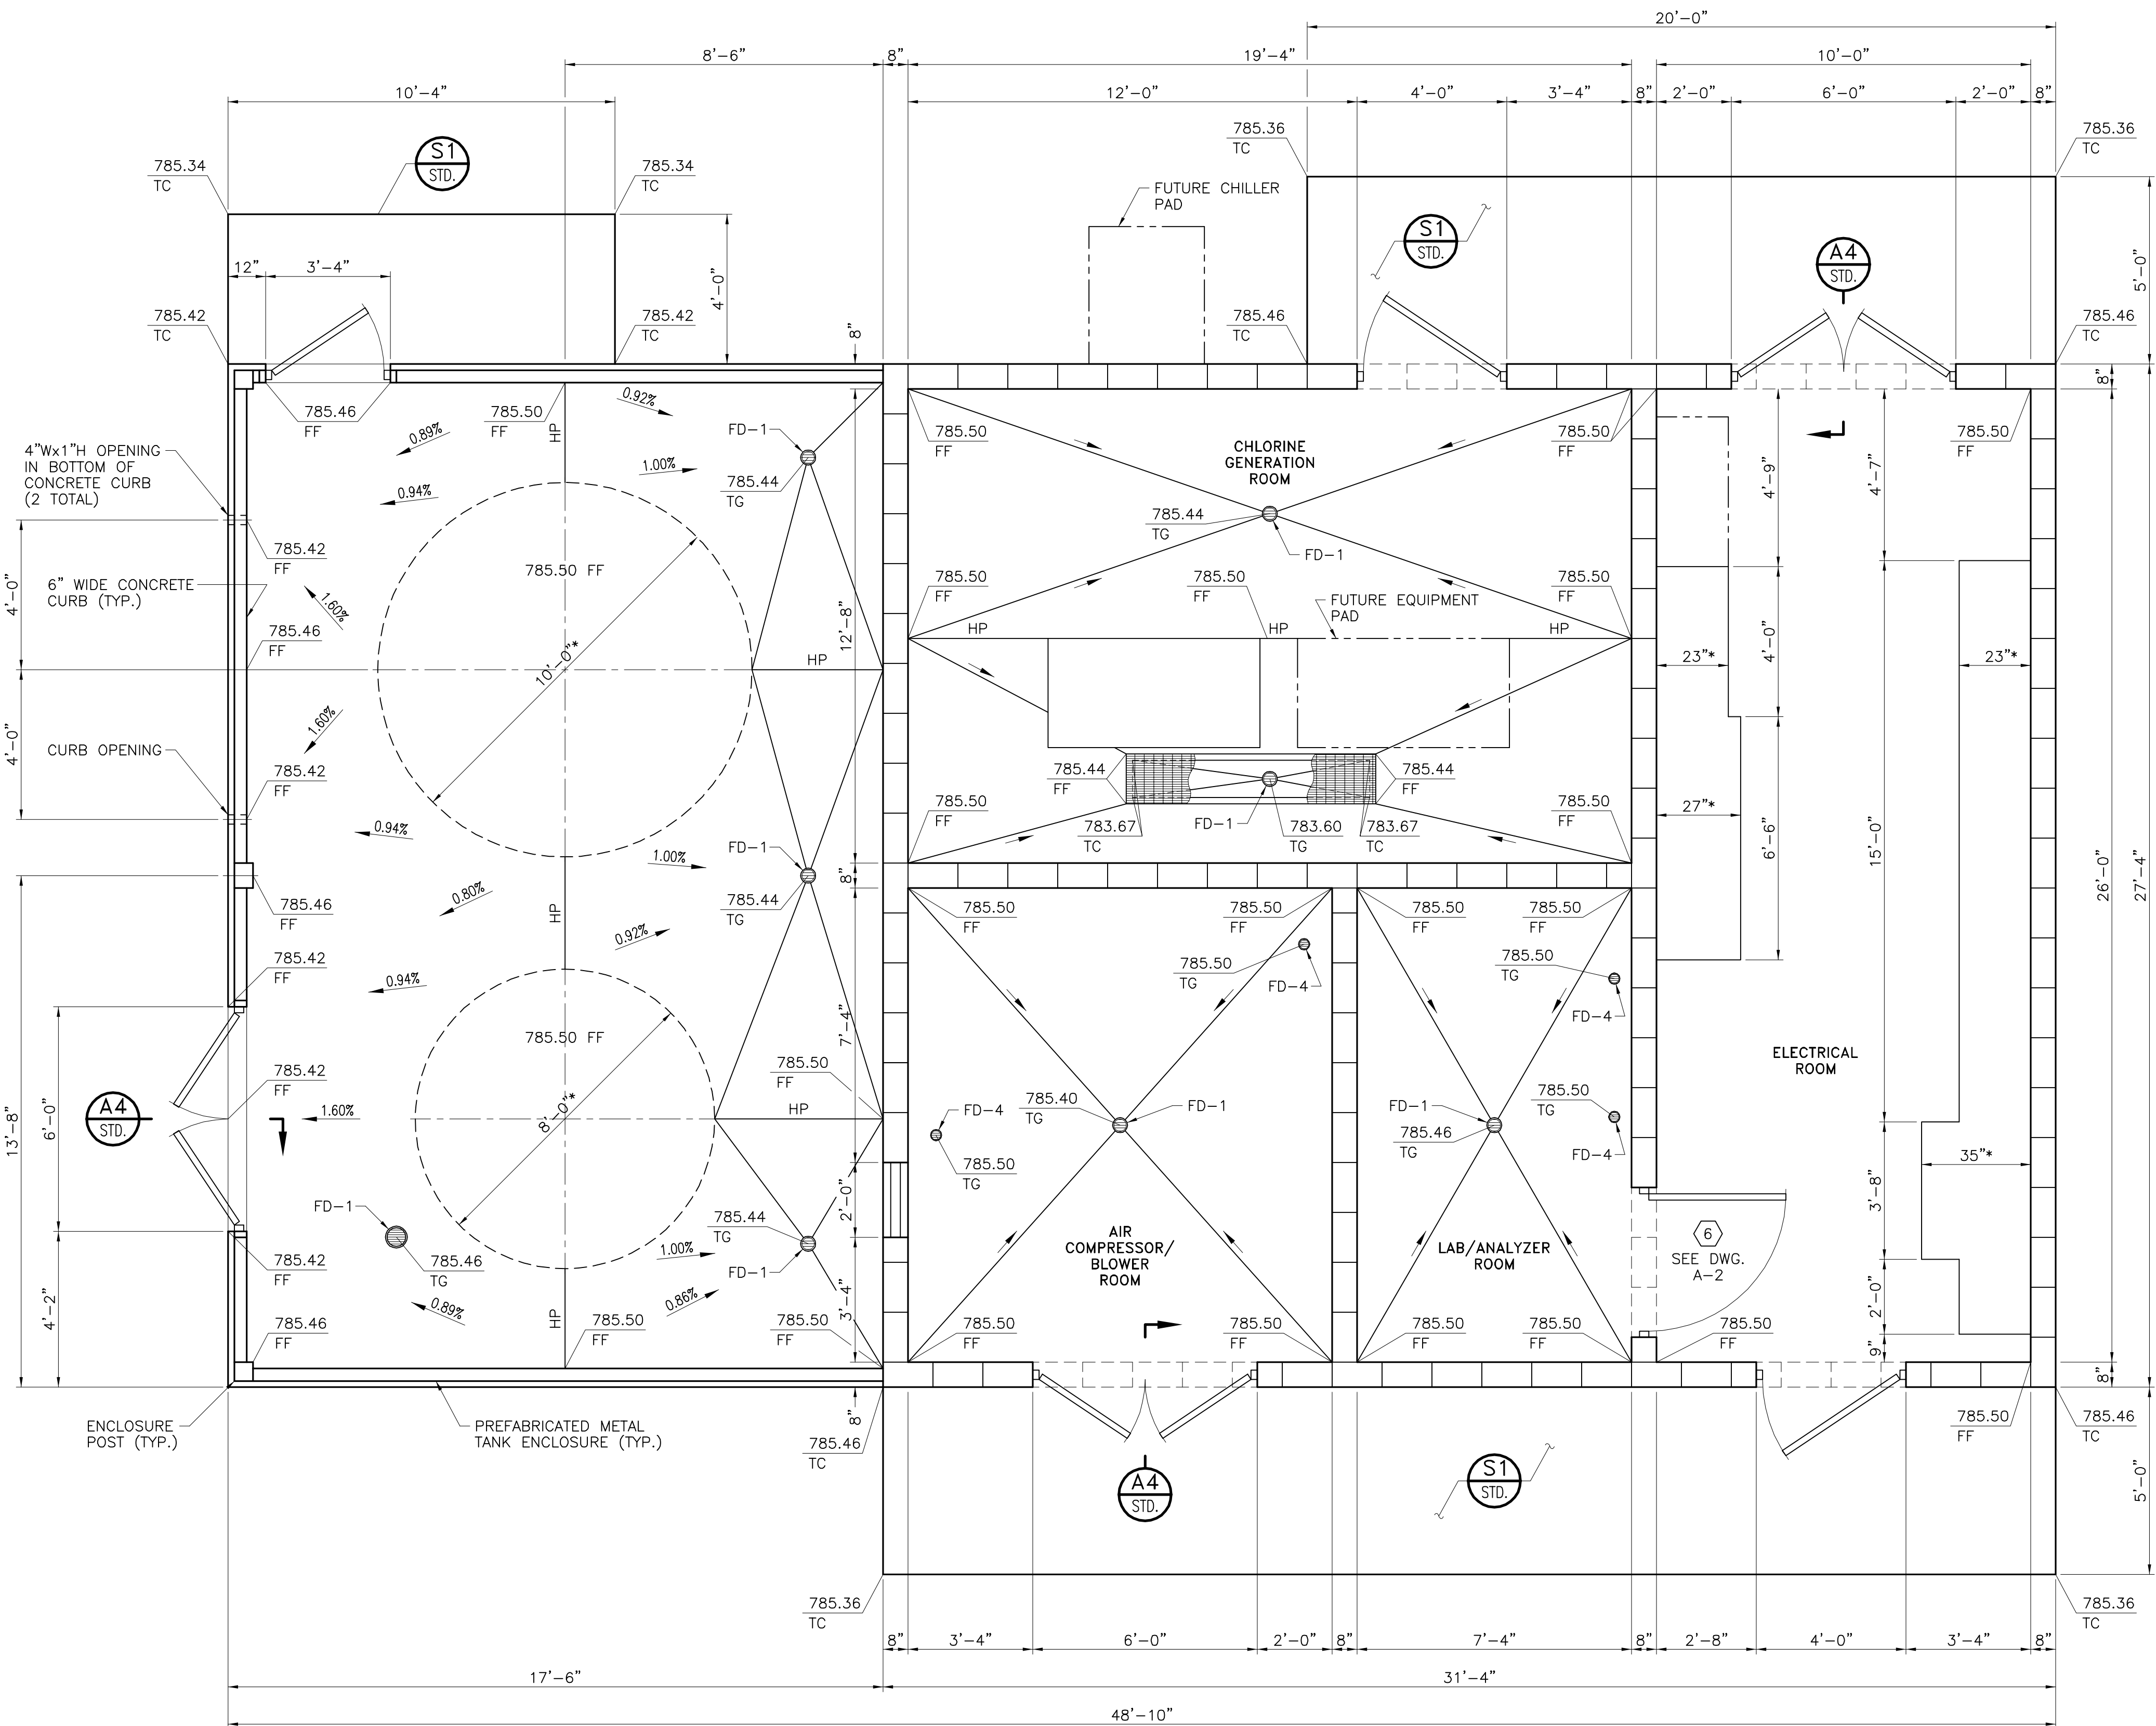 20'-0"
8'-6"
8"
19'-4"
10'-0"
10'-4"
12'-0"
4'-0"
3'-4"
8"
2'-0"
6'-0"
2'-0"
8"
785.36
TC
785.36
TC
S1
STD.
785.34
TC
785.34
TC
FUTURE CHILLER
PAD
S1
STD.
A4
STD.
5'-0"
12"
3'-4"
4'-0"
785.42
TC
785.42
TC
8"
785.46
TC
785.46
TC
8"
785.46
FF
785.50
FF
HP
0.92%
0.89%
FD-1
1.00%
785.44
TG
0.94%
4"Wx1"H OPENING
IN BOTTOM OF
CONCRETE CURB
(2 TOTAL)
785.50
FF
CHLORINE
GENERATION
ROOM
785.50
FF
785.50
FF
4'-9"
4'-7"
785.44
TG
FD-1
785.42
FF
785.50 FF
4'-0"
6" WIDE CONCRETE
CURB (TYP.)
1.60%
785.46
FF
10'-0"*
12'-8"
785.50
FF
785.50
FF
785.50
FF
FUTURE EQUIPMENT
PAD
HP
HP
HP
HP
23"*
4'-0"
23"*
4'-0"
1.60%
CURB OPENING
785.42
FF
785.44
FF
785.44
FF
785.50
FF
785.50
FF
783.67
TC
FD-1
783.60
TG
783.67
TC
27"*
6'-6"
15'-0"
26'-0"
27'-4"
0.94%
1.00%
FD-1
8"
785.44
TG
0.80%
HP
0.92%
785.46
FF
785.50
FF
785.50
FF
785.50
FF
785.50
FF
785.42
FF
0.94%
785.50
TG
FD-4
785.50
TG
FD-4
7'-4"
785.50 FF
785.50
FF
ELECTRICAL
ROOM
785.42
FF
A4
STD.
1.60%
13'-8"
6'-0"
8'-0"*
HP
FD-4
785.50
TG
785.40
TG
FD-1
FD-1
785.46
TG
785.50
TG
FD-4
35"*
3'-8"
FD-1
785.46
TG
785.44
TG
FD-1
2'-0"
1.00%
785.42
FF
AIR
COMPRESSOR/
BLOWER
ROOM
LAB/ANALYZER
ROOM
6
SEE DWG.
A-2
4'-2"
0.89%
0.86%
3'-4"
2'-0"
785.46
FF
HP
785.50
FF
785.50
FF
785.50
FF
785.50
FF
785.50
FF
785.50
FF
785.50
FF
9"
8"
ENCLOSURE
POST (TYP.)
PREFABRICATED METAL
TANK ENCLOSURE (TYP.)
8"
785.46
TC
785.50
FF
785.46
TC
A4
STD.
S1
STD.
5'-0"
785.36
TC
785.36
TC
8"
3'-4"
6'-0"
2'-0"
8"
7'-4"
8"
2'-8"
4'-0"
3'-4"
8"
17'-6"
31'-4"
48'-10"